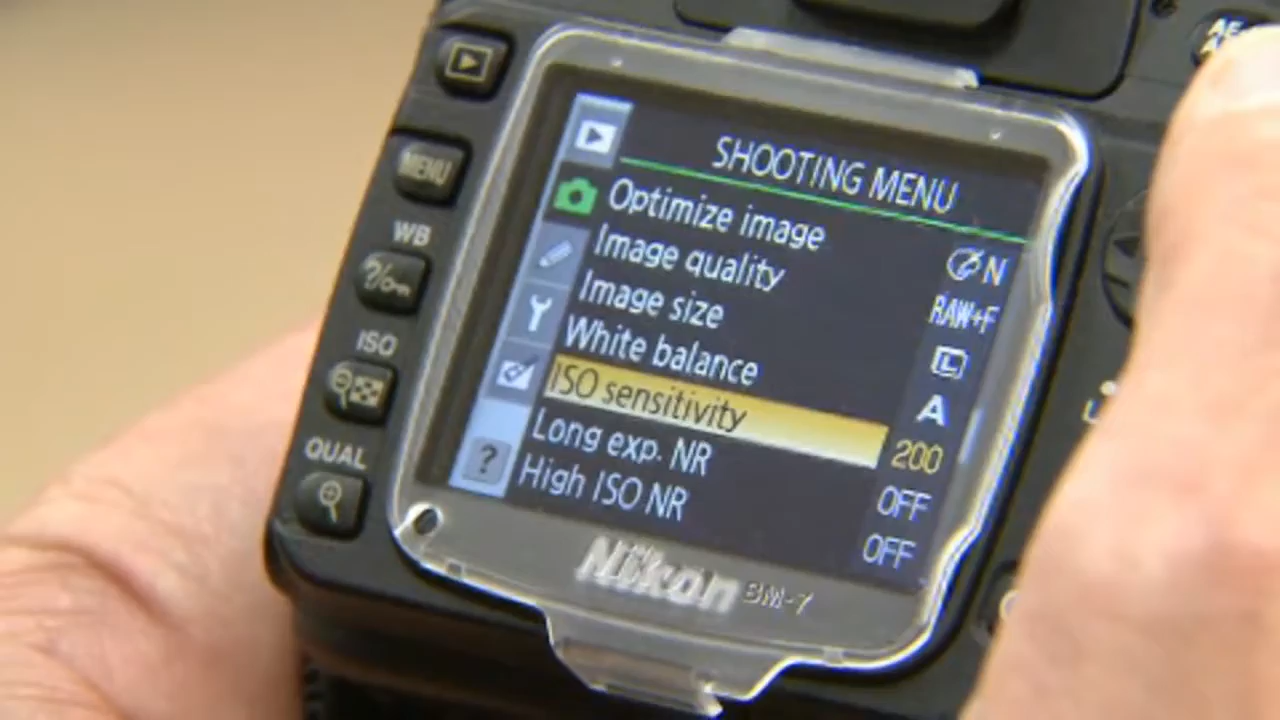 SHOOTING MENU
Optimize image N
Image quality RAW+F
Image size L
White balance A
ISO sensitivity 200
Long exp. NR OFF
High ISO NR OFF
?
MENU
WB
?
ISO
QUAL
Nikon BM-7